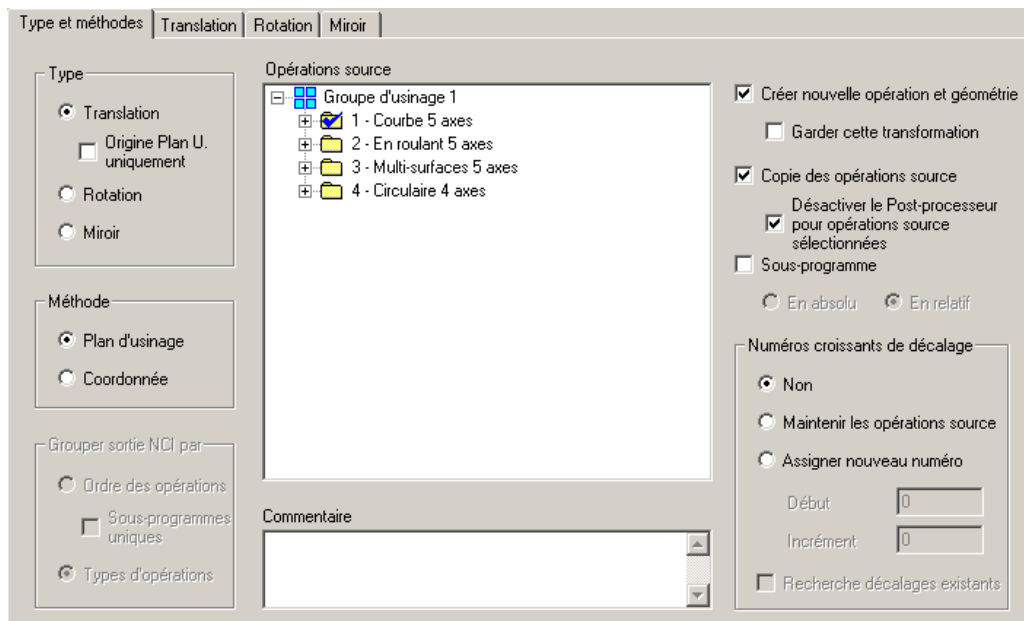 Type et méthodes
Translation
Rotation
Miroir
Type
Translation
Origine Plan U.
uniquement
Rotation
Miroir
Méthode
Plan d'usinage
Coordonnée
Grouper sortie NCI par
Ordre des opérations
Sous-programmes
uniques
Types d'opérations
Opérations source
Groupe d'usinage 1
1 - Courbe 5 axes
2 - En roulant 5 axes
3 - Multi-surfaces 5 axes
4 - Circulaire 4 axes
Commentaire
Créer nouvelle opération et géométrie
Garder cette transformation
Copie des opérations source
Désactiver le Post-processeur
pour opérations source
sélectionnées
Sous-programme
En absolu
En relatif
Numéros croissants de décalage
Non
Maintenir les opérations source
Assigner nouveau numéro
Début
0
Incrément
0
Recherche décalages existants